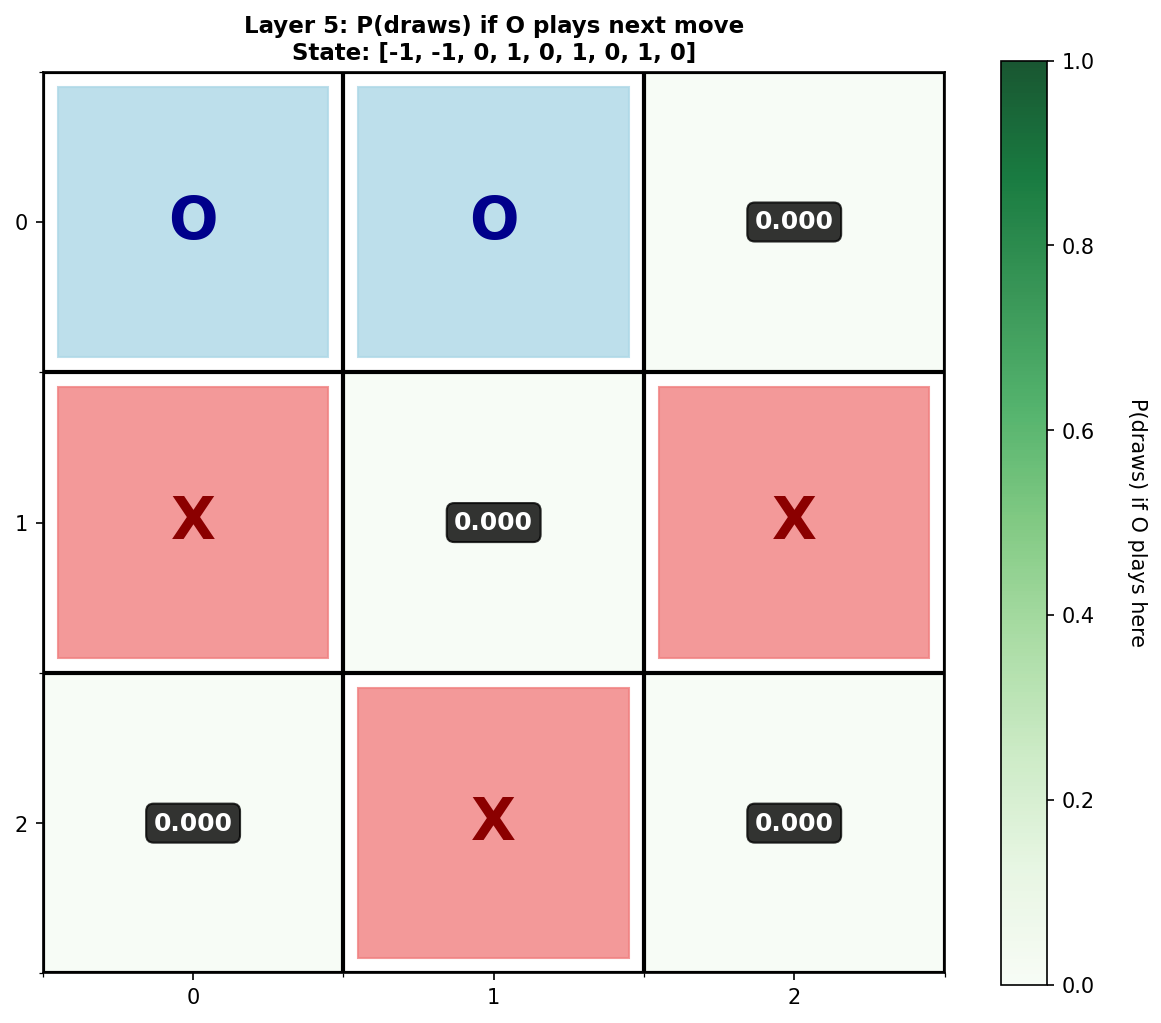 Layer 5: P(draws) if O plays next move
State: [-1, -1, 0, 1, 0, 1, 0, 1, 0]
1.0
0.8
0.6
0.4
0.2
0.0
P(draws) if O plays here
0
O
O
0.000
1
X
0.000
X
2
0.000
X
0.000
0
1
2